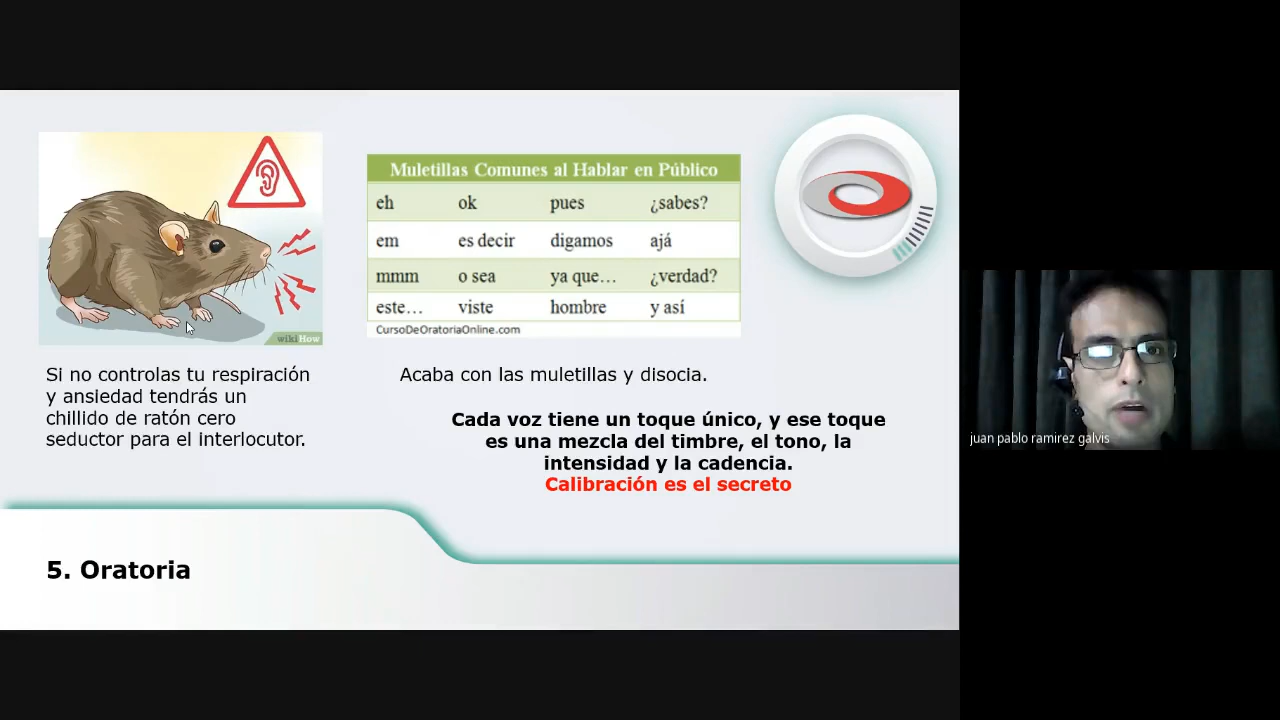 wikiHow
Si no controlas tu respiración
y ansiedad tendrás un
chillido de ratón cero
seductor para el interlocutor.
Muletillas Comunes al Hablar en Público
eh ok pues ¿sabes?
em es decir digamos ajá
mmm o sea ya que... ¿verdad?
este... viste hombre y así
CursoDeOratoriaOnline.com
Acaba con las muletillas y disocia.
Cada voz tiene un toque único, y ese toque
es una mezcla del timbre, el tono, la
intensidad y la cadencia.
Calibración es el secreto
5. Oratoria
juan pablo ramirez galvis